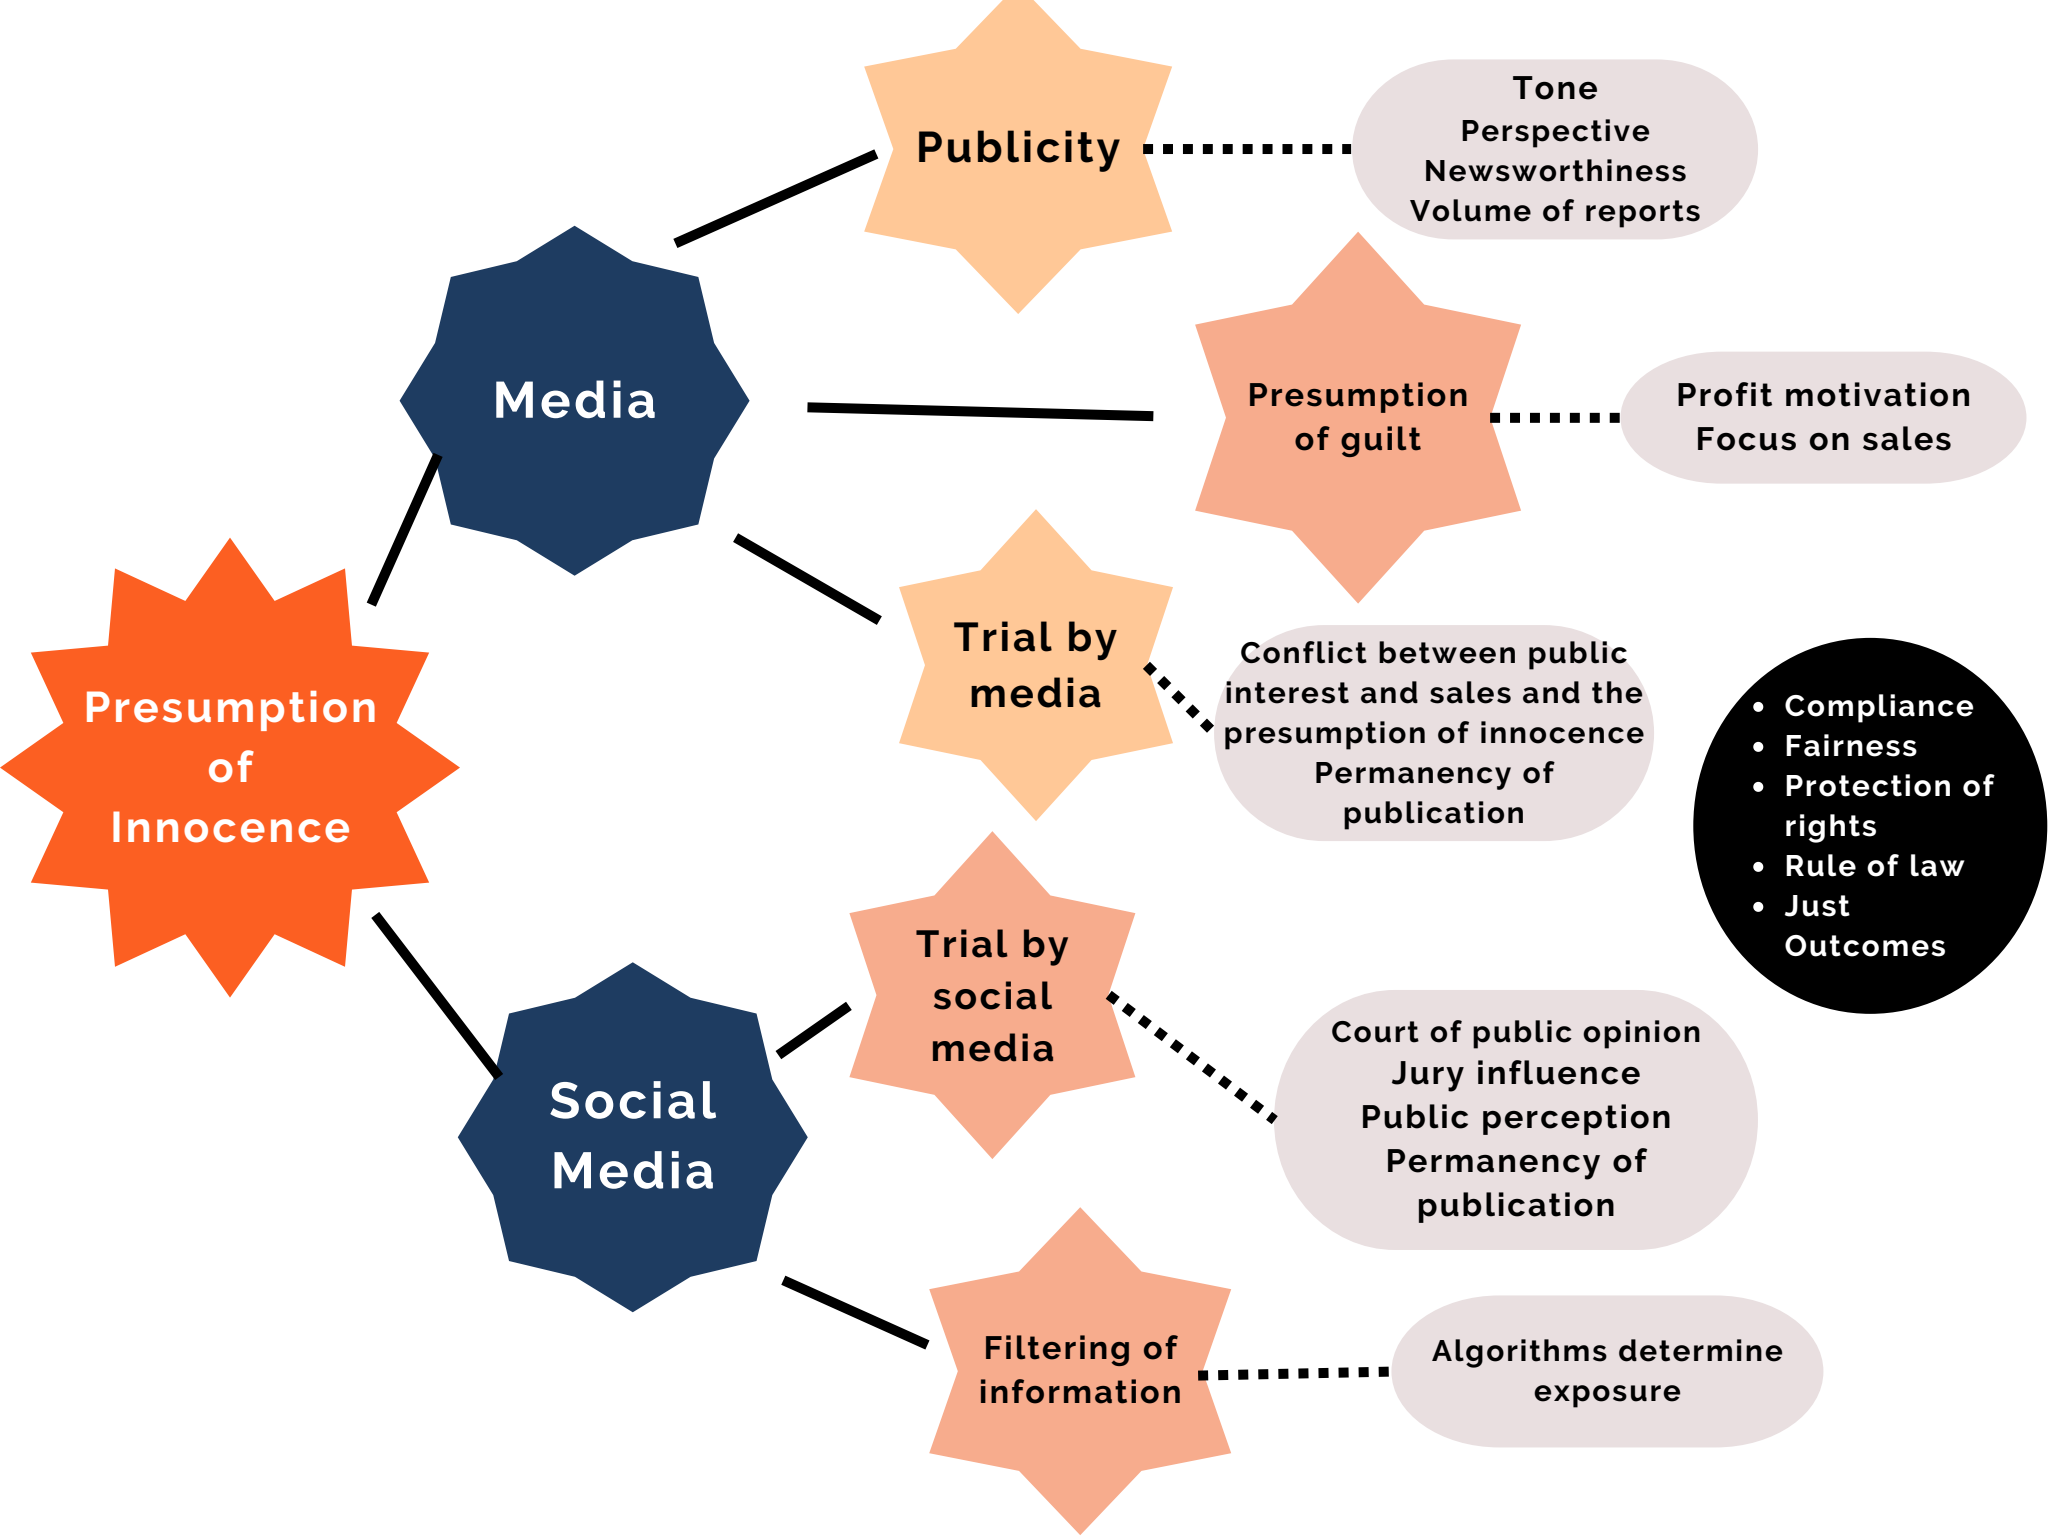 Publicity
Tone
Perspective
Newsworthiness
Volume of reports
Media
Presumption
of guilt
Profit motivation
Focus on sales
Trial by
media
Conflict between public
interest and sales and the
presumption of innocence
Permanency of
publication
Presumption
of
Innocence
• Compliance
• Fairness
• Protection of
rights
• Rule of law
• Just
Outcomes
Trial by
social
media
Court of public opinion
Jury influence
Public perception
Permanency of
publication
Social
Media
Filtering of
information
Algorithms determine
exposure